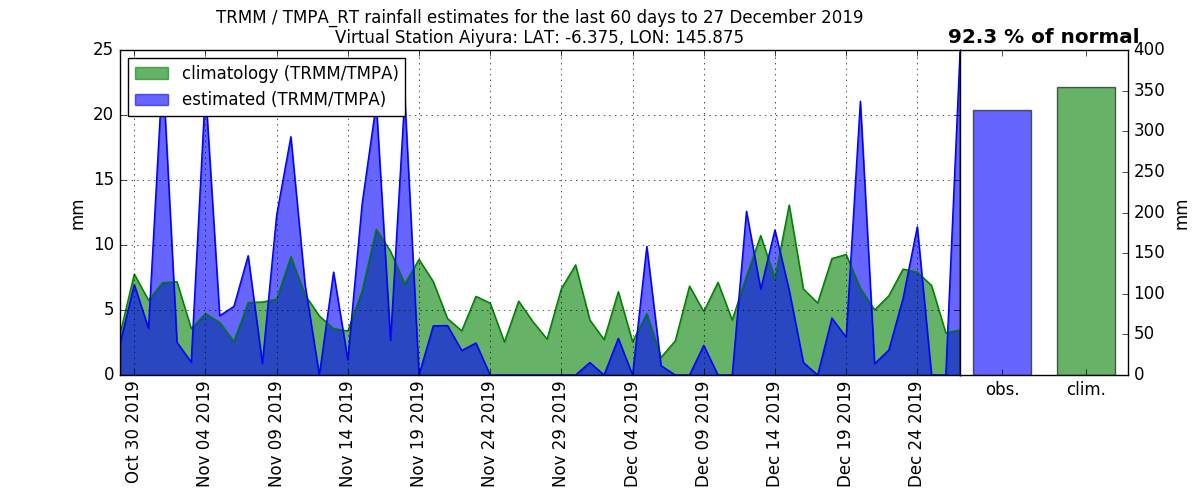 TRMM / TMPA_RT rainfall estimates for the last 60 days to 27 December 2019
Virtual Station Aiyura: LAT: -6.375, LON: 145.875
92.3 % of normal
climatology (TRMM/TMPA)
estimated (TRMM/TMPA)
25
20
15
10
5
0
mm
Oct 30 2019
Nov 04 2019
Nov 09 2019
Nov 14 2019
Nov 19 2019
Nov 24 2019
Nov 29 2019
Dec 04 2019
Dec 09 2019
Dec 14 2019
Dec 19 2019
Dec 24 2019
obs.
clim.
400
350
300
250
200
150
100
50
0
mm